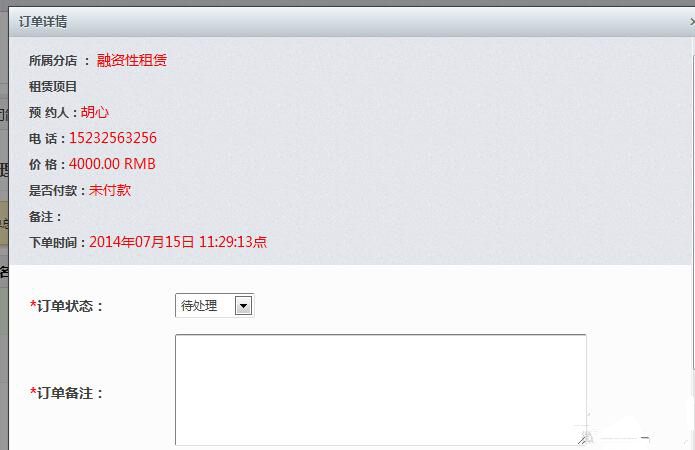 订单详情
所属分店 ： 融资性租赁
租赁项目
预 约人：胡心
电 话：15232563256
价 格：4000.00 RMB
是否付款：未付款
备注：
下单时间：2014年07月15日 11:29:13点
*订单状态： 待处理
*订单备注：